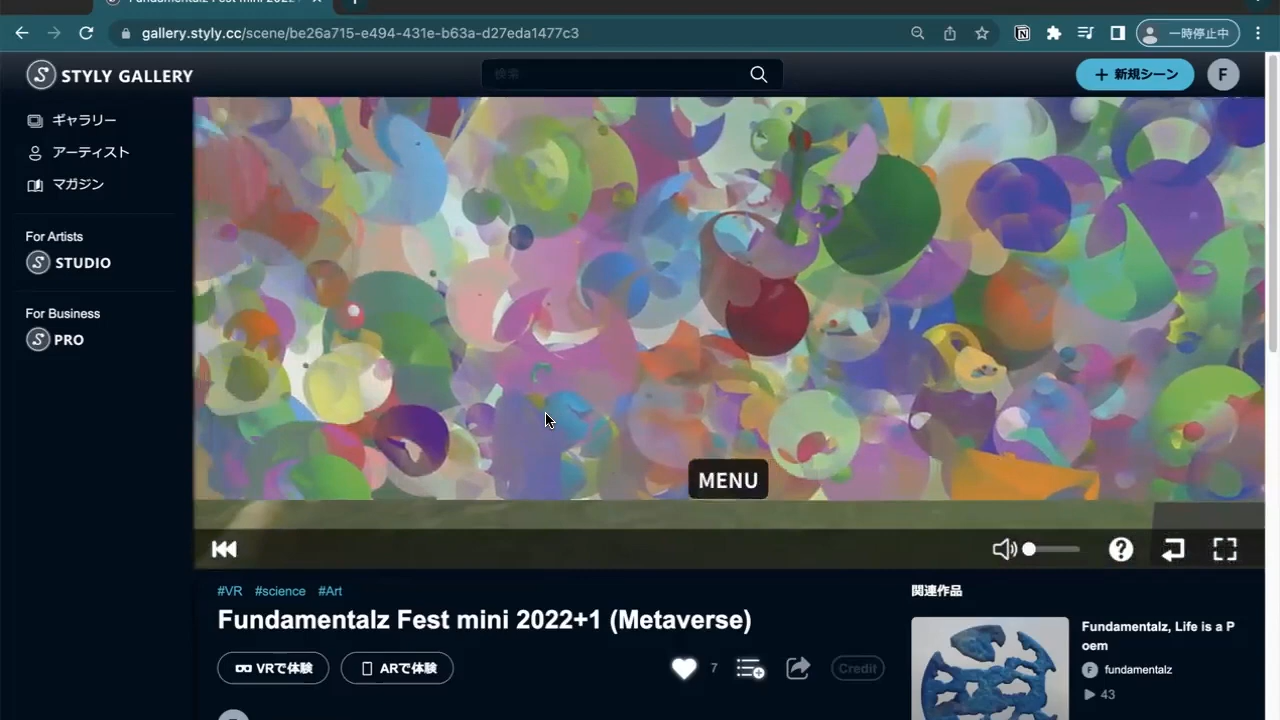 Fundamentalz Fest mini 2022
gallery.styly.cc/scene/be26a715-e494-431e-b63a-d27eda1477c3
一時停止中
STYLY GALLERY
検索
新規シーン
F
ギャラリー
アーティスト
マガジン
For Artists
STUDIO
For Business
PRO
MENU
#VR #science #Art
Fundamentalz Fest mini 2022+1 (Metaverse)
VRで体験
ARで体験
7
Credit
関連作品
Fundamentalz, Life is a P
oem
F fundamentalz
43